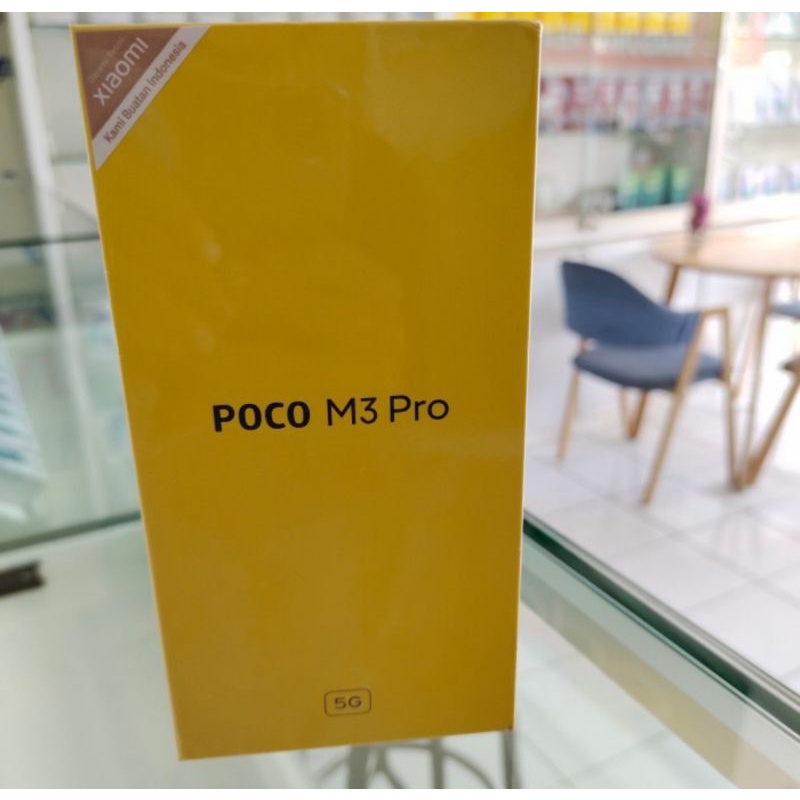 xiaomi
Kami Buatan Indonesia
POCO M3 Pro
5G